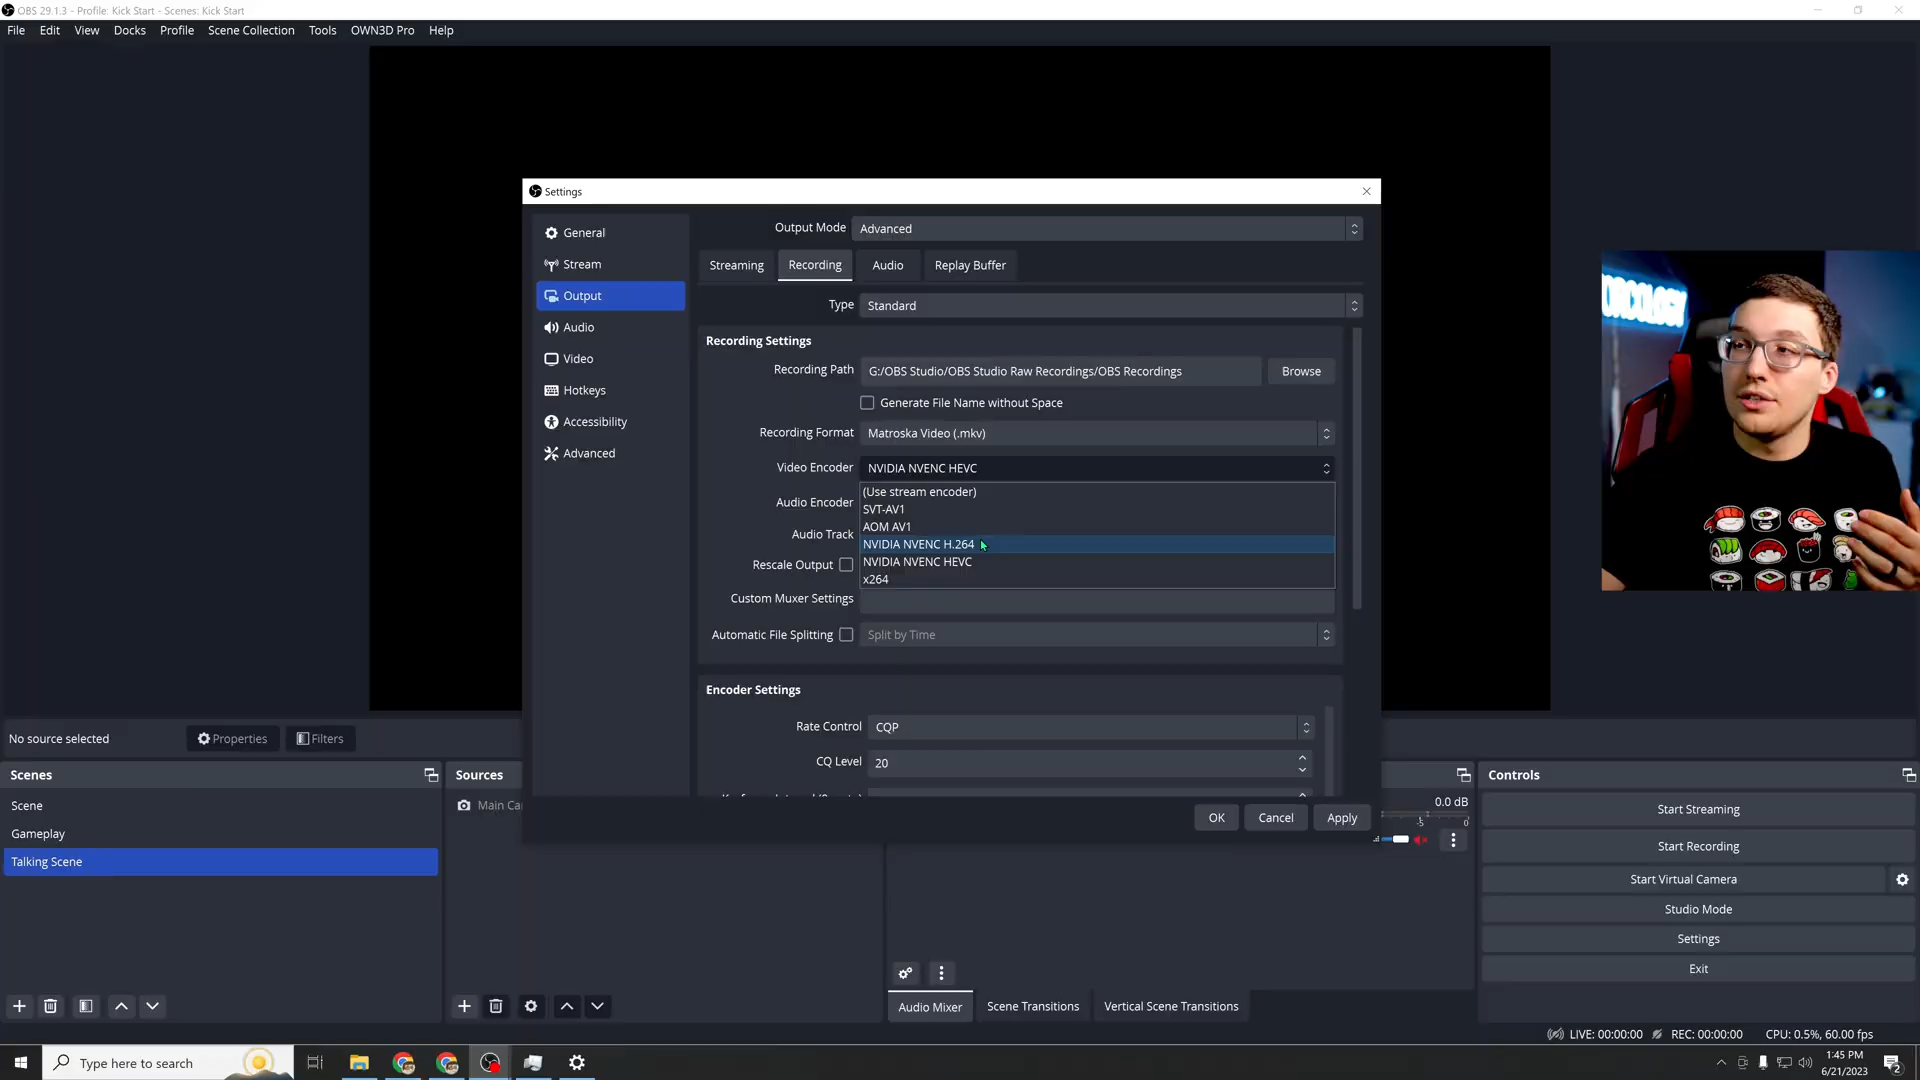 OBS 29.1.3 - Profile: Kick Start - Scenes: Kick Start
File Edit View Docks Profile Scene Collection Tools OWN3D Pro Help
Settings
General
Stream
Output
Audio
Video
Hotkeys
Accessibility
Advanced
Output Mode Advanced
Streaming Recording Audio Replay Buffer
Type Standard
Recording Settings
Recording Path G:/OBS Studio/OBS Studio Raw Recordings/OBS Recordings Browse
Generate File Name without Space
Recording Format Matroska Video (.mkv)
Video Encoder NVIDIA NVENC HEVC
(Use stream encoder)
Audio Encoder
SVT-AV1
AOM AV1
Audio Track
NVIDIA NVENC H.264
NVIDIA NVENC HEVC
Rescale Output
x264
Custom Muxer Settings
Automatic File Splitting Split by Time
Encoder Settings
Rate Control CQP
CQ Level 20
OK Cancel Apply
No source selected Properties Filters
Scenes
Scene
Gameplay
Talking Scene
Sources
Main Ca
0.0 dB
-5 0
Audio Mixer Scene Transitions Vertical Scene Transitions
Controls
Start Streaming
Start Recording
Start Virtual Camera
Studio Mode
Settings
Exit
LIVE: 00:00:00 REC: 00:00:00 CPU: 0.5%, 60.00 fps
Type here to search
1:45 PM
6/21/2023
2